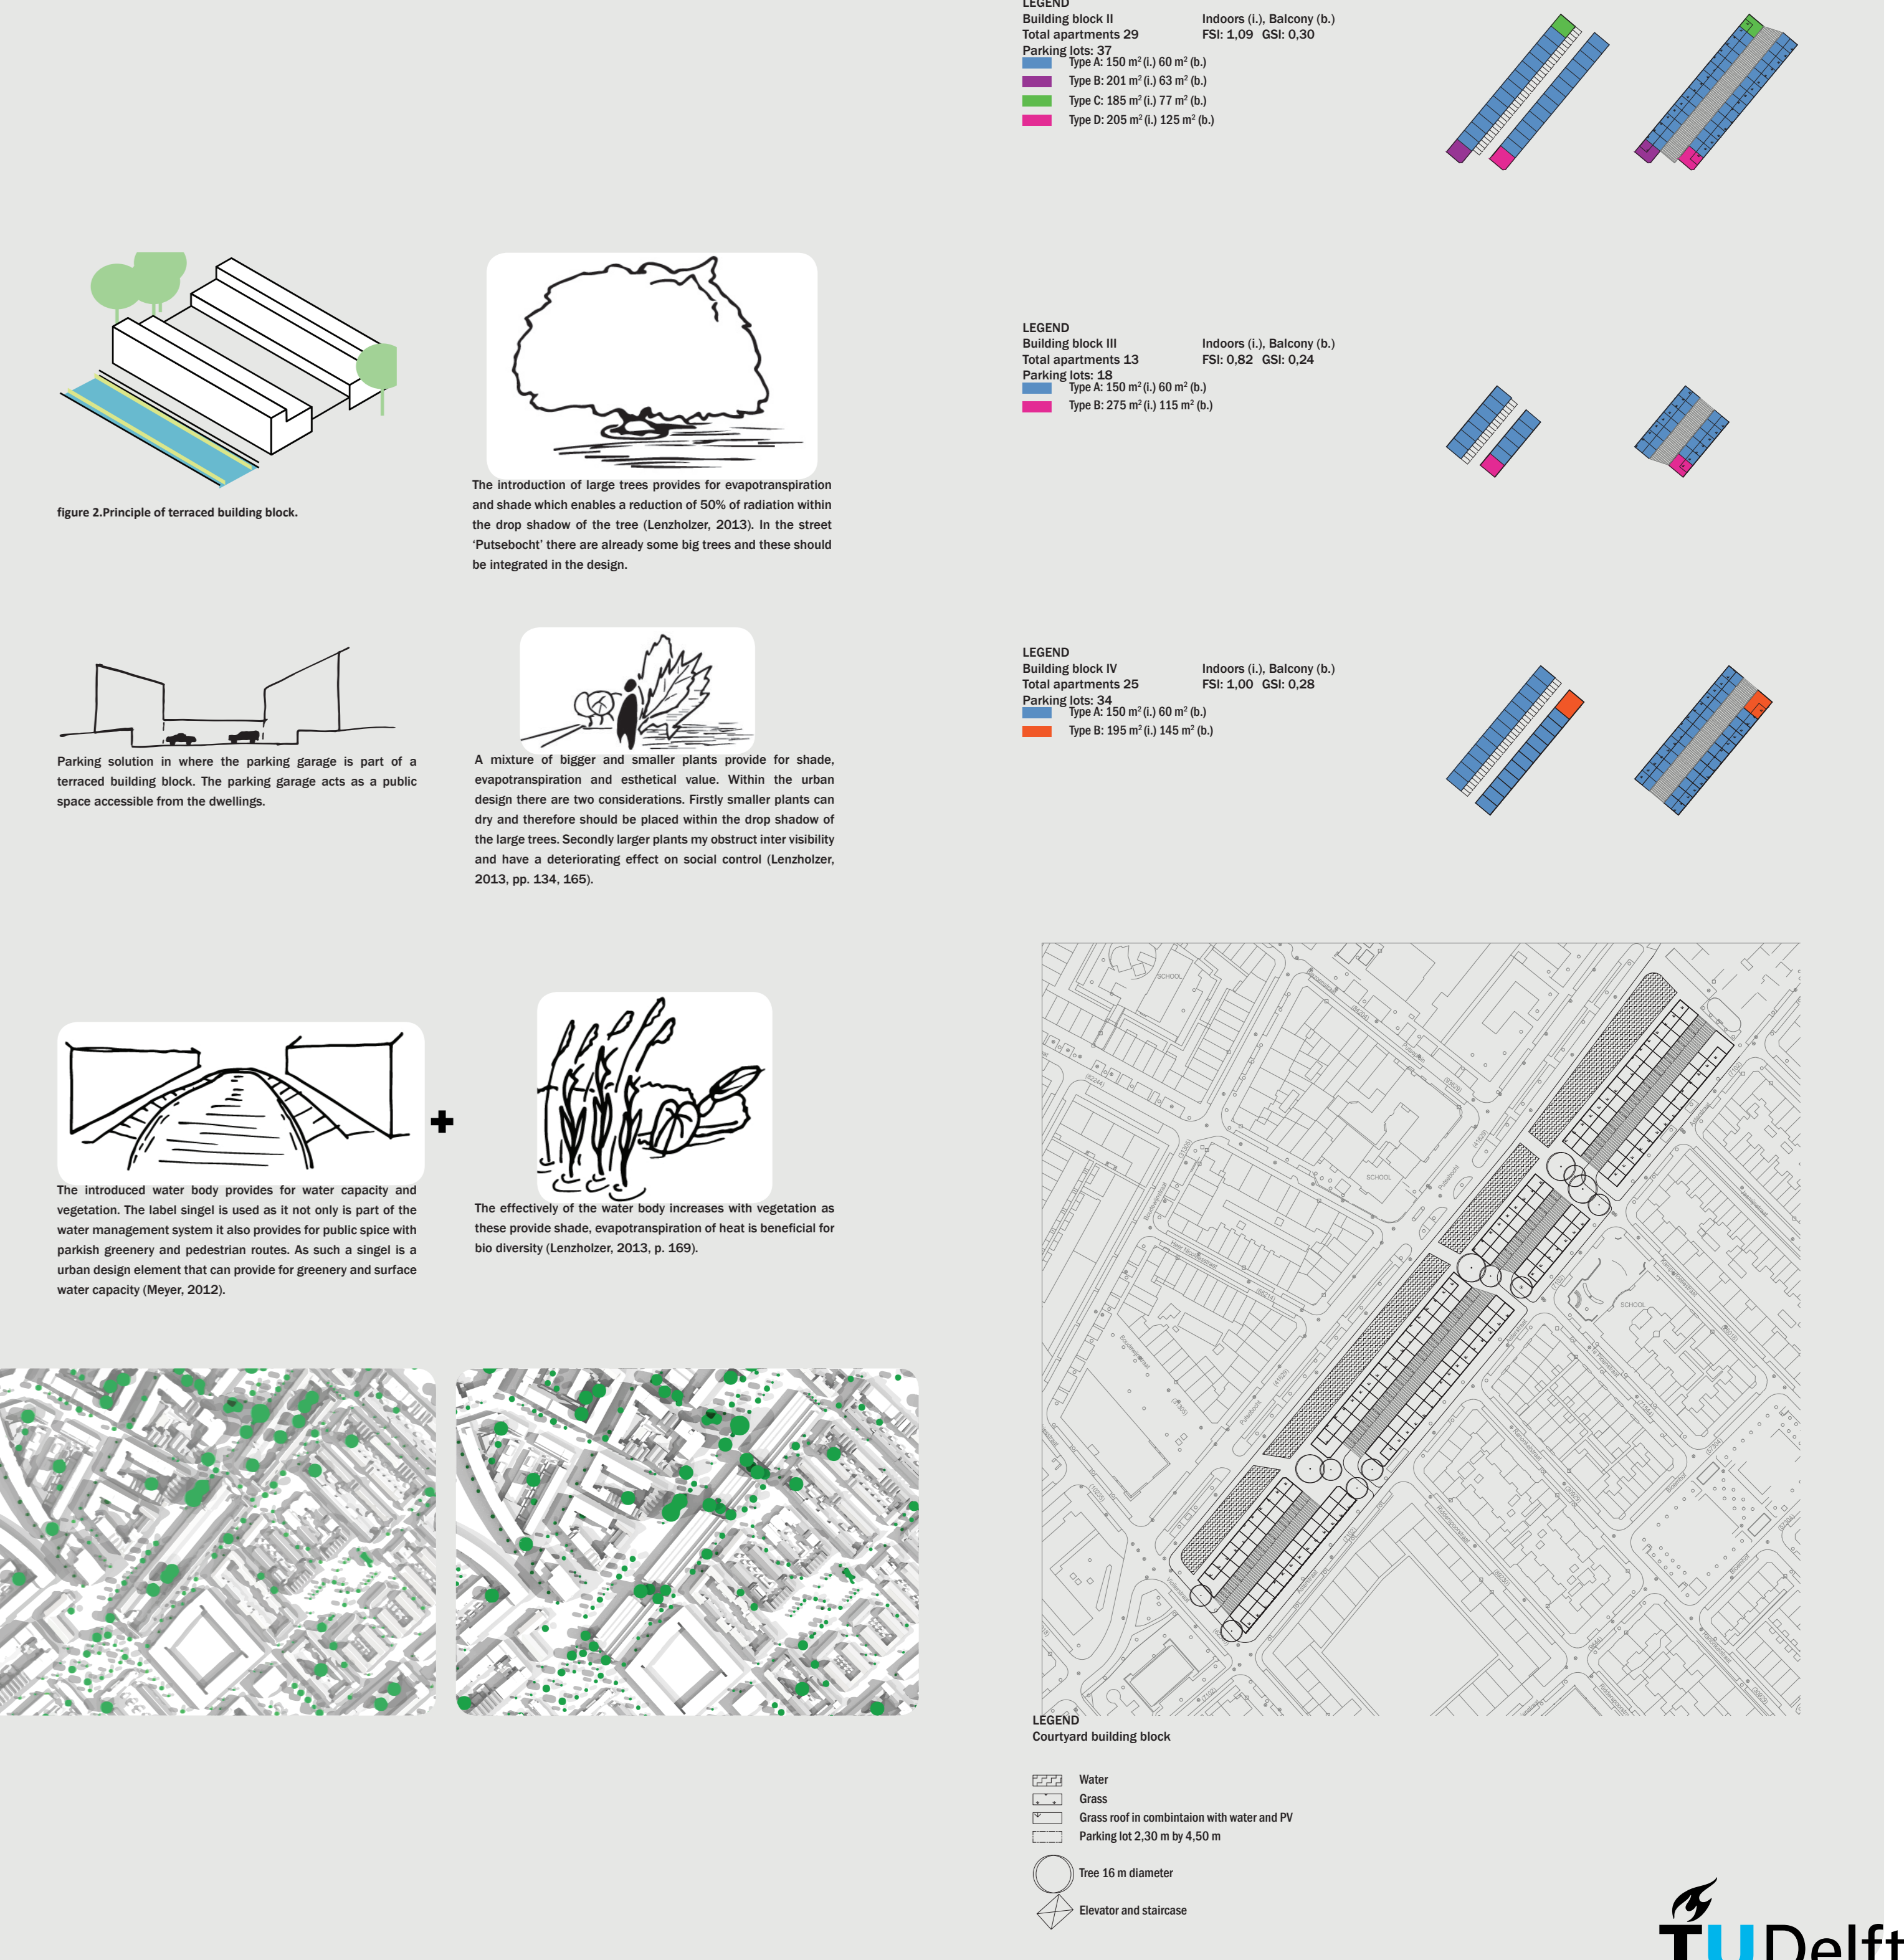 figure 2.Principle of terraced building block.
The introduction of large trees provides for evapotranspiration
and shade which enables a reduction of 50% of radiation within
the drop shadow of the tree (Lenzholzer, 2013). In the street
‘Putsebocht’ there are already some big trees and these should
be integrated in the design.
Parking solution in where the parking garage is part of a
terraced building block. The parking garage acts as a public
space accessible from the dwellings.
A mixture of bigger and smaller plants provide for shade,
evapotranspiration and esthetical value. Within the urban
design there are two considerations. Firstly smaller plants can
dry and therefore should be placed within the drop shadow of
the large trees. Secondly larger plants my obstruct inter visibility
and have a deteriorating effect on social control (Lenzholzer,
2013, pp. 134, 165).
The introduced water body provides for water capacity and
vegetation. The label singel is used as it not only is part of the
water management system it also provides for public spice with
parkish greenery and pedestrian routes. As such a singel is a
urban design element that can provide for greenery and surface
water capacity (Meyer, 2012).
The effectively of the water body increases with vegetation as
these provide shade, evapotranspiration of heat is beneficial for
bio diversity (Lenzholzer, 2013, p. 169).
LEGEND
Building block II Indoors (i.), Balcony (b.)
Total apartments 29 FSI: 1,09 GSI: 0,30
Parking lots: 37
Type A: 150 m² (i.) 60 m² (b.)
Type B: 201 m² (i.) 63 m² (b.)
Type C: 185 m² (i.) 77 m² (b.)
Type D: 205 m² (i.) 125 m² (b.)
LEGEND
Building block III Indoors (i.), Balcony (b.)
Total apartments 13 FSI: 0,82 GSI: 0,24
Parking lots: 18
Type A: 150 m² (i.) 60 m² (b.)
Type B: 275 m² (i.) 115 m² (b.)
LEGEND
Building block IV Indoors (i.), Balcony (b.)
Total apartments 25 FSI: 1,00 GSI: 0,28
Parking lots: 34
Type A: 150 m² (i.) 60 m² (b.)
Type B: 195 m² (i.) 145 m² (b.)
SCHOOL
SCHOOL
Putsebocht
SCHOOL
Putsebocht
LEGEND
Courtyard building block
Water
Grass
Grass roof in combintaion with water and PV
Parking lot 2,30 m by 4,50 m
Tree 16 m diameter
Elevator and staircase
TU Delft